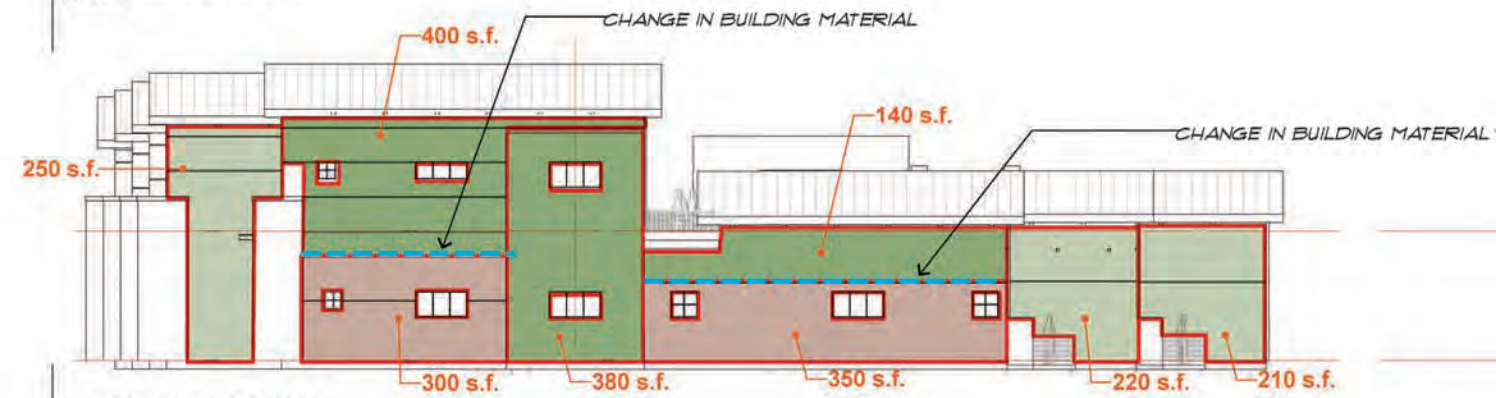 CHANGE IN BUILDING MATERIAL
400 s.f.
140 s.f.
CHANGE IN BUILDING MATERIAL
250 s.f.
300 s.f.
380 s.f.
350 s.f.
220 s.f.
210 s.f.